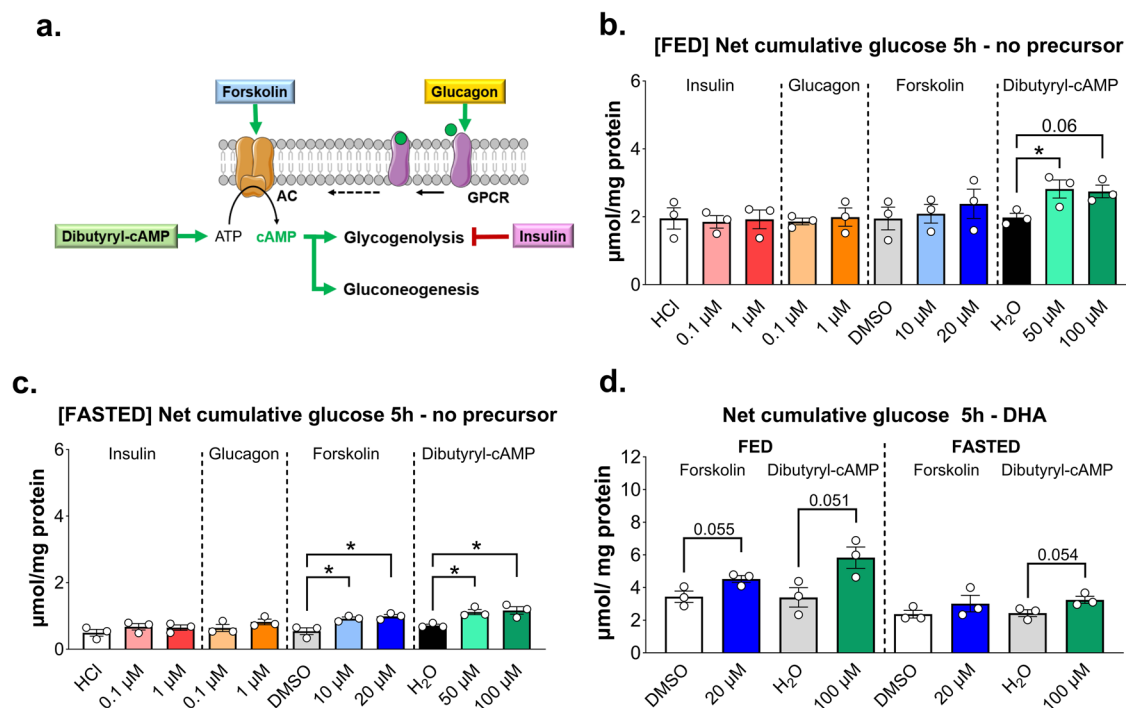 a.
Forskolin
Glucagon
AC
GPCR
Dibutyryl-cAMP
ATP
cAMP
Glycogenolysis
Insulin
Gluconeogenesis
b.
[FED] Net cumulative glucose 5h - no precursor
µmol/mg protein
6
4
2
0
Insulin
Glucagon
Forskolin
Dibutyryl-cAMP
0.06
*
HCl
0.1 µM
1 µM
0.1 µM
1 µM
DMSO
10 µM
20 µM
H₂O
50 µM
100 µM
c.
[FASTED] Net cumulative glucose 5h - no precursor
µmol/mg protein
6
4
2
0
Insulin
Glucagon
Forskolin
Dibutyryl-cAMP
*
*
*
*
HCl
0.1 µM
1 µM
0.1 µM
1 µM
DMSO
10 µM
20 µM
H₂O
50 µM
100 µM
d.
Net cumulative glucose 5h - DHA
µmol/ mg protein
12
10
8
6
4
2
0
FED
FASTED
Forskolin
Dibutyryl-cAMP
Forskolin
Dibutyryl-cAMP
0.055
0.051
0.054
DMSO
20 µM
H₂O
100 µM
DMSO
20 µM
H₂O
100 µM